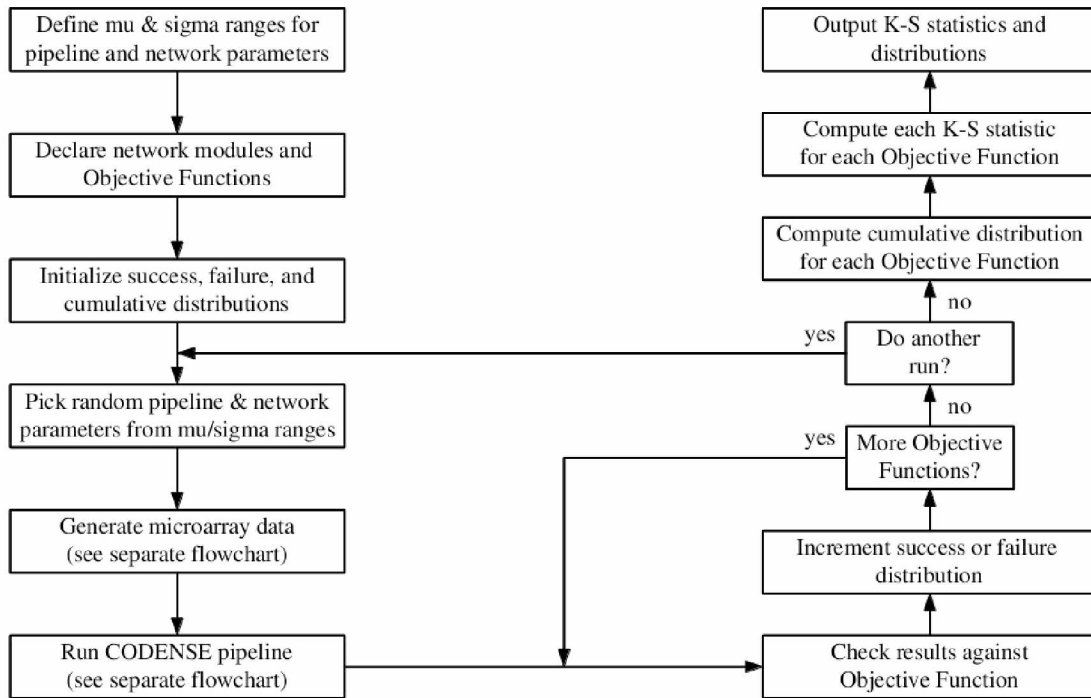 Define mu & sigma ranges for
pipeline and network parameters
Declare network modules and
Objective Functions
Initialize success, failure, and
cumulative distributions
Pick random pipeline & network
parameters from mu/sigma ranges
Generate microarray data
(see separate flowchart)
Run CODENSE pipeline
(see separate flowchart)
Check results against
Objective Function
Increment success or failure
distribution
More Objective
Functions?
yes
no
Do another
run?
yes
no
Compute cumulative distribution
for each Objective Function
Compute each K-S statistic
for each Objective Function
Output K-S statistics and
distributions